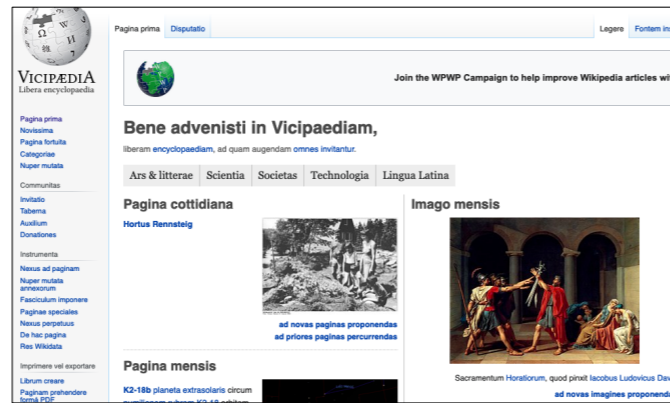 VICIPÆDIA
Libera encyclopaedia
Pagina prima
Novissima
Pagina fortuita
Categoriae
Nuper mutata
Communitas
Invitatio
Taberna
Auxilium
Donationes
Instrumenta
Nexus ad paginam
Nuper mutata
annexorum
Fasciculum imponere
Paginae speciales
Nexus perpetuus
De hac pagina
Res Wikidata
Imprimere vel exportare
Librum creare
Paginam prehendere
formā PDF
Pagina prima Disputatio
Legere Fontem
Join the WPWP Campaign to help improve Wikipedia articles
Bene advenisti in Vicipaediam,
liberam encyclopaediam, ad quam augendam omnes invitantur.
Ars & litterae Scientia Societas Technologia Lingua Latina
Pagina cottidiana
Hortus Rennsteig
ad novas paginas proponendas
ad priores paginas percurrendas
Pagina mensis
K2-18b planeta extrasolaris circum
Imago mensis
Sacramentum Horatiorum, quod pinxit Iacobus Ludovicus
ad novas imagines